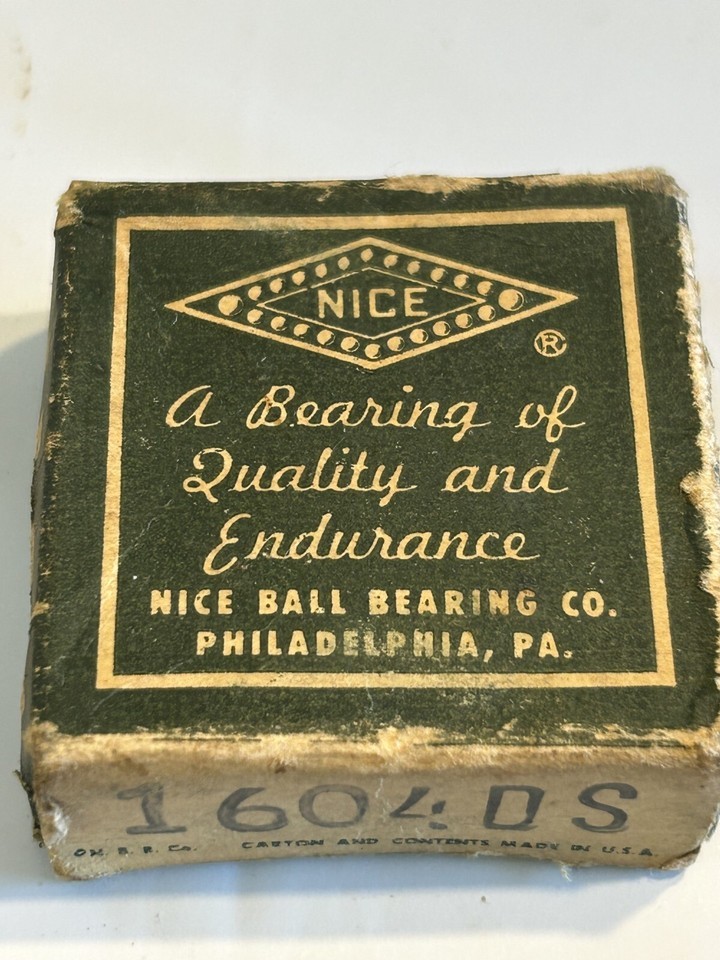 NICE
®
A Bearing of
Quality and
Endurance
NICE BALL BEARING CO.
PHILADELPHIA, PA.
1604DS
CARTON AND CONTENTS MADE IN U.S.A.